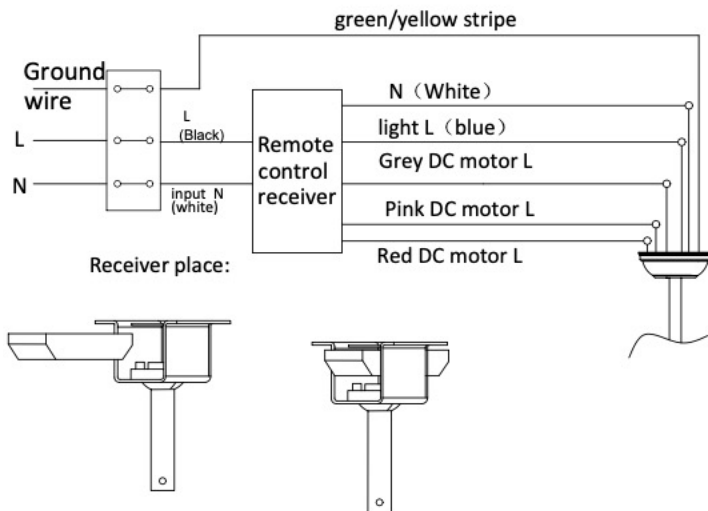 green/yellow stripe
Ground
wire
L
(Black)
L
N
input N
(white)
Remote
control
receiver
N（White）
light L（blue）
Grey DC motor L
Pink DC motor L
Red DC motor L
Receiver place: